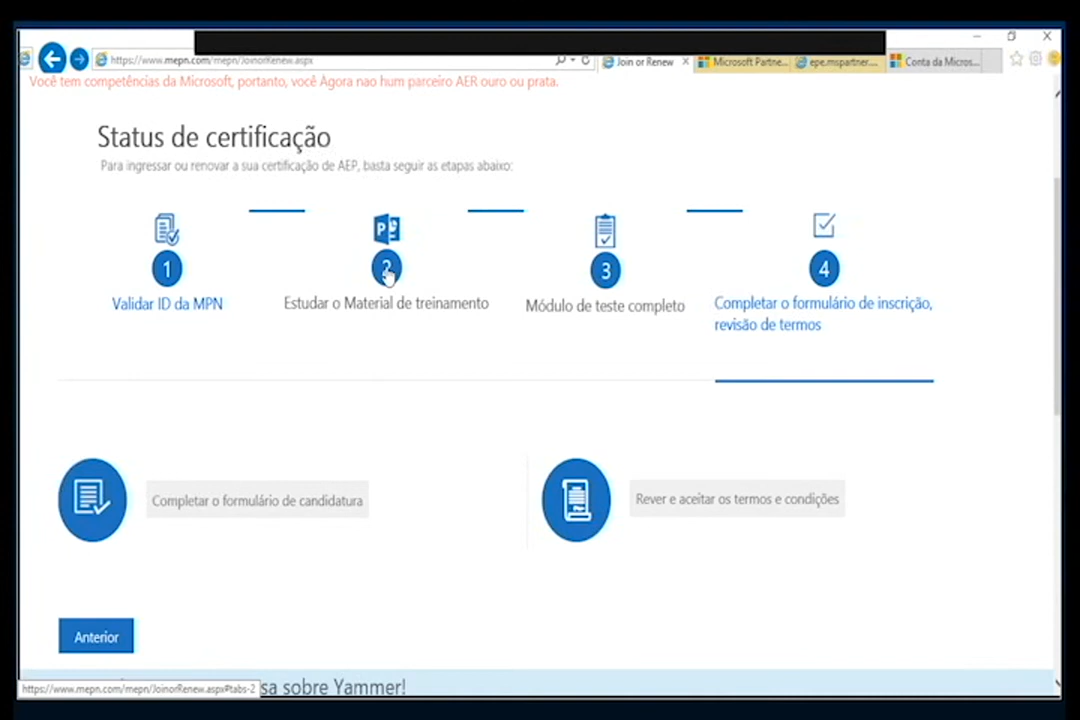 https://www.mepn.com/mepn/JoinorRenew.aspx
Join or Renew
Microsoft Partne...
epe.mspartner....
Conta da Micros...
Você tem competências da Microsoft, portanto, você Agora nao hum parceiro AER ouro ou prata.
Status de certificação
Para ingressar ou renovar a sua certificação de AEP, basta seguir as etapas abaixo:
1
2
3
4
Validar ID da MPN
Estudar o Material de treinamento
Módulo de teste completo
Completar o formulário de inscrição,
revisão de termos
Completar o formulário de candidatura
Rever e aceitar os termos e condições
Anterior
https://www.mepn.com/mepn/JoinorRenew.aspx#tabs-2
sa sobre Yammer!